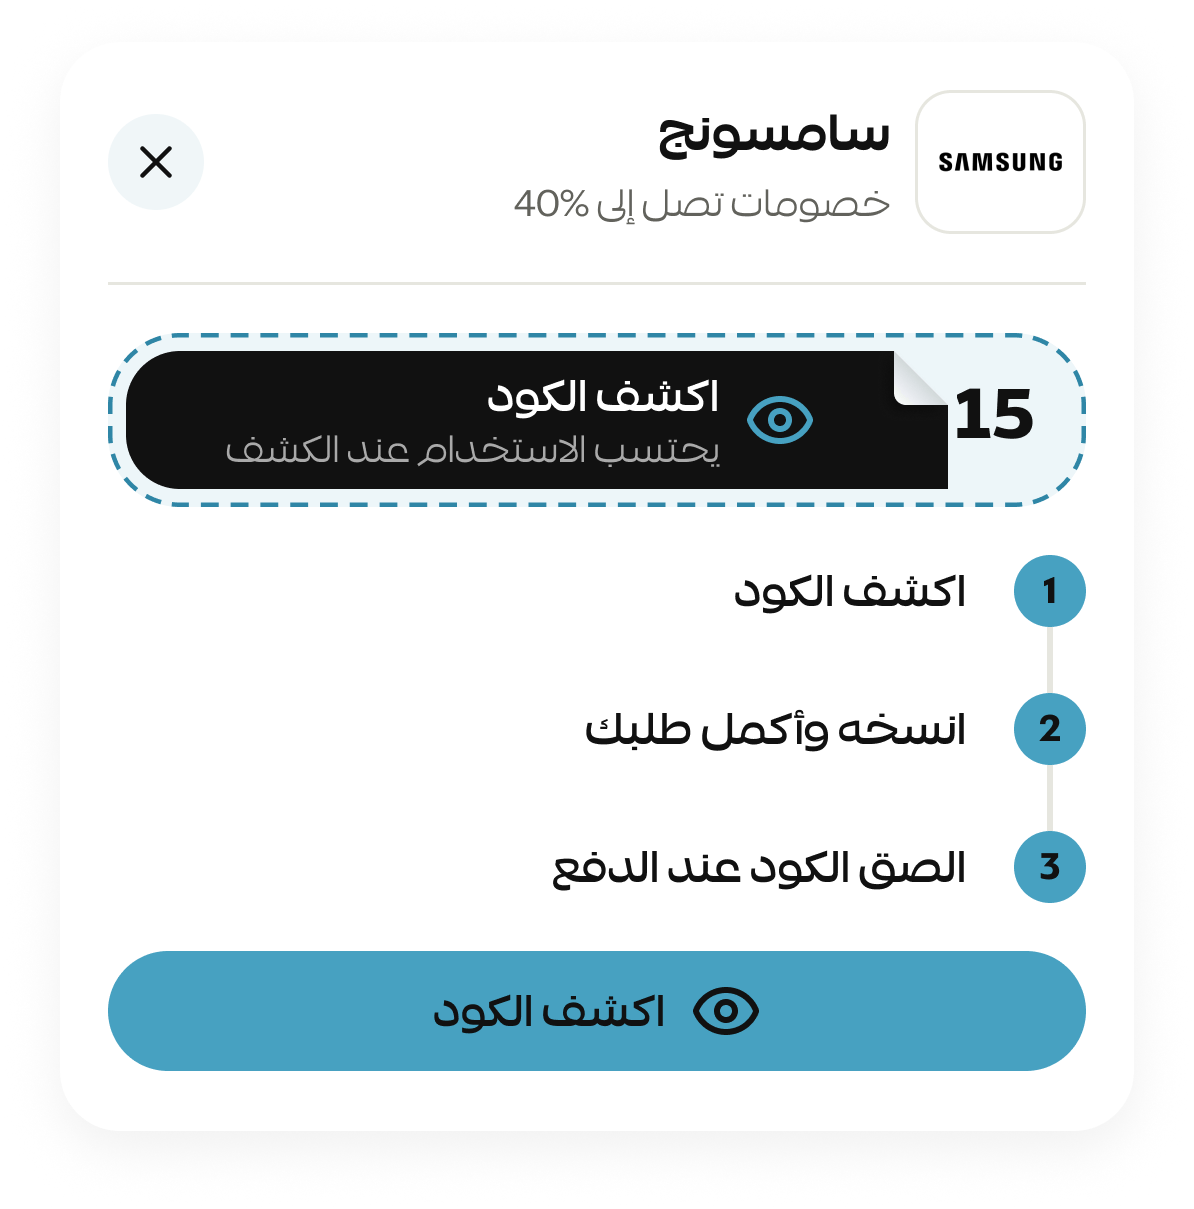 SAMSUNG
سامسونج
خصومات تصل إلى 40%
15
اكشف الكود
يحتسب الاستخدام عند الكشف
1 اكشف الكود
2 انسخه وأكمل طلبك
3 الصق الكود عند الدفع
اكشف الكود